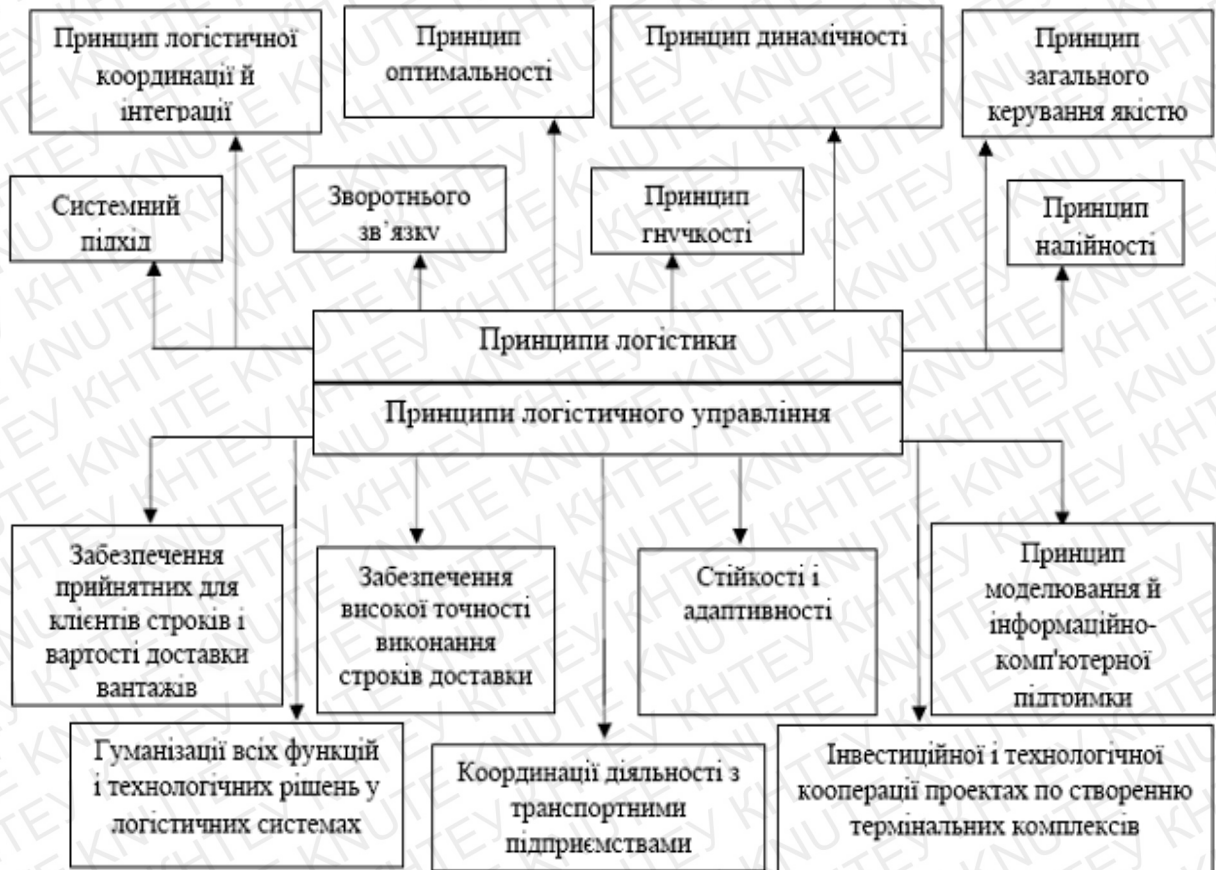 Принцип логістичної
координації й
інтеграції
Принцип
оптимальності
Принцип динамічності
Принцип
загального
керування якістю
Системний
підхід
Зворотнього
зв'язку
Принцип
гнучкості
Принцип
надійності
Принципи логістики
Принципи логістичного управління
Забезпечення
прийнятних для
клієнтів строків і
вартості доставки
вантажів
Забезпечення
високої точності
виконання
строків доставки
Стійкості і
адаптивності
Принцип
моделювання й
інформаційно-
комп'ютерної
підтримки
Гуманізації всіх функцій
і технологічних рішень у
логістичних системах
Координації діяльності з
транспортними
підприємствами
Інвестиційної і технологічної
кооперації проектах по створенню
термінальних комплексів
KNUTE КНТЕУ